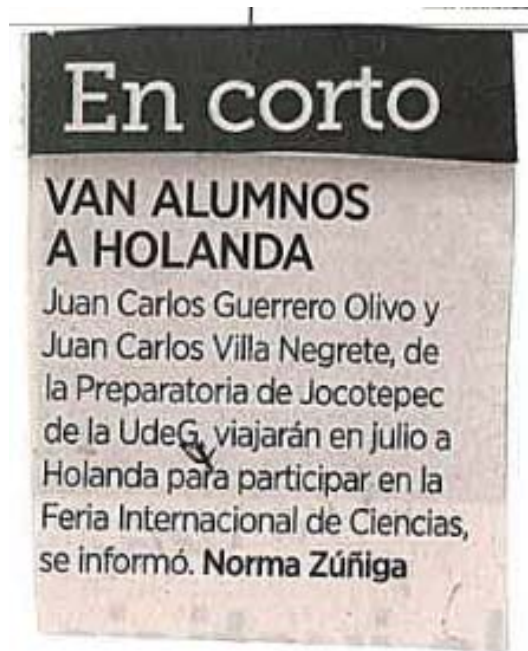 En corto
VAN ALUMNOS
A HOLANDA
Juan Carlos Guerrero Olivo y
Juan Carlos Villa Negrete, de
la Preparatoria de Jocotepec
de la UdeG, viajarán en julio a
Holanda para participar en la
Feria Internacional de Ciencias,
se informó. Norma Zúñiga